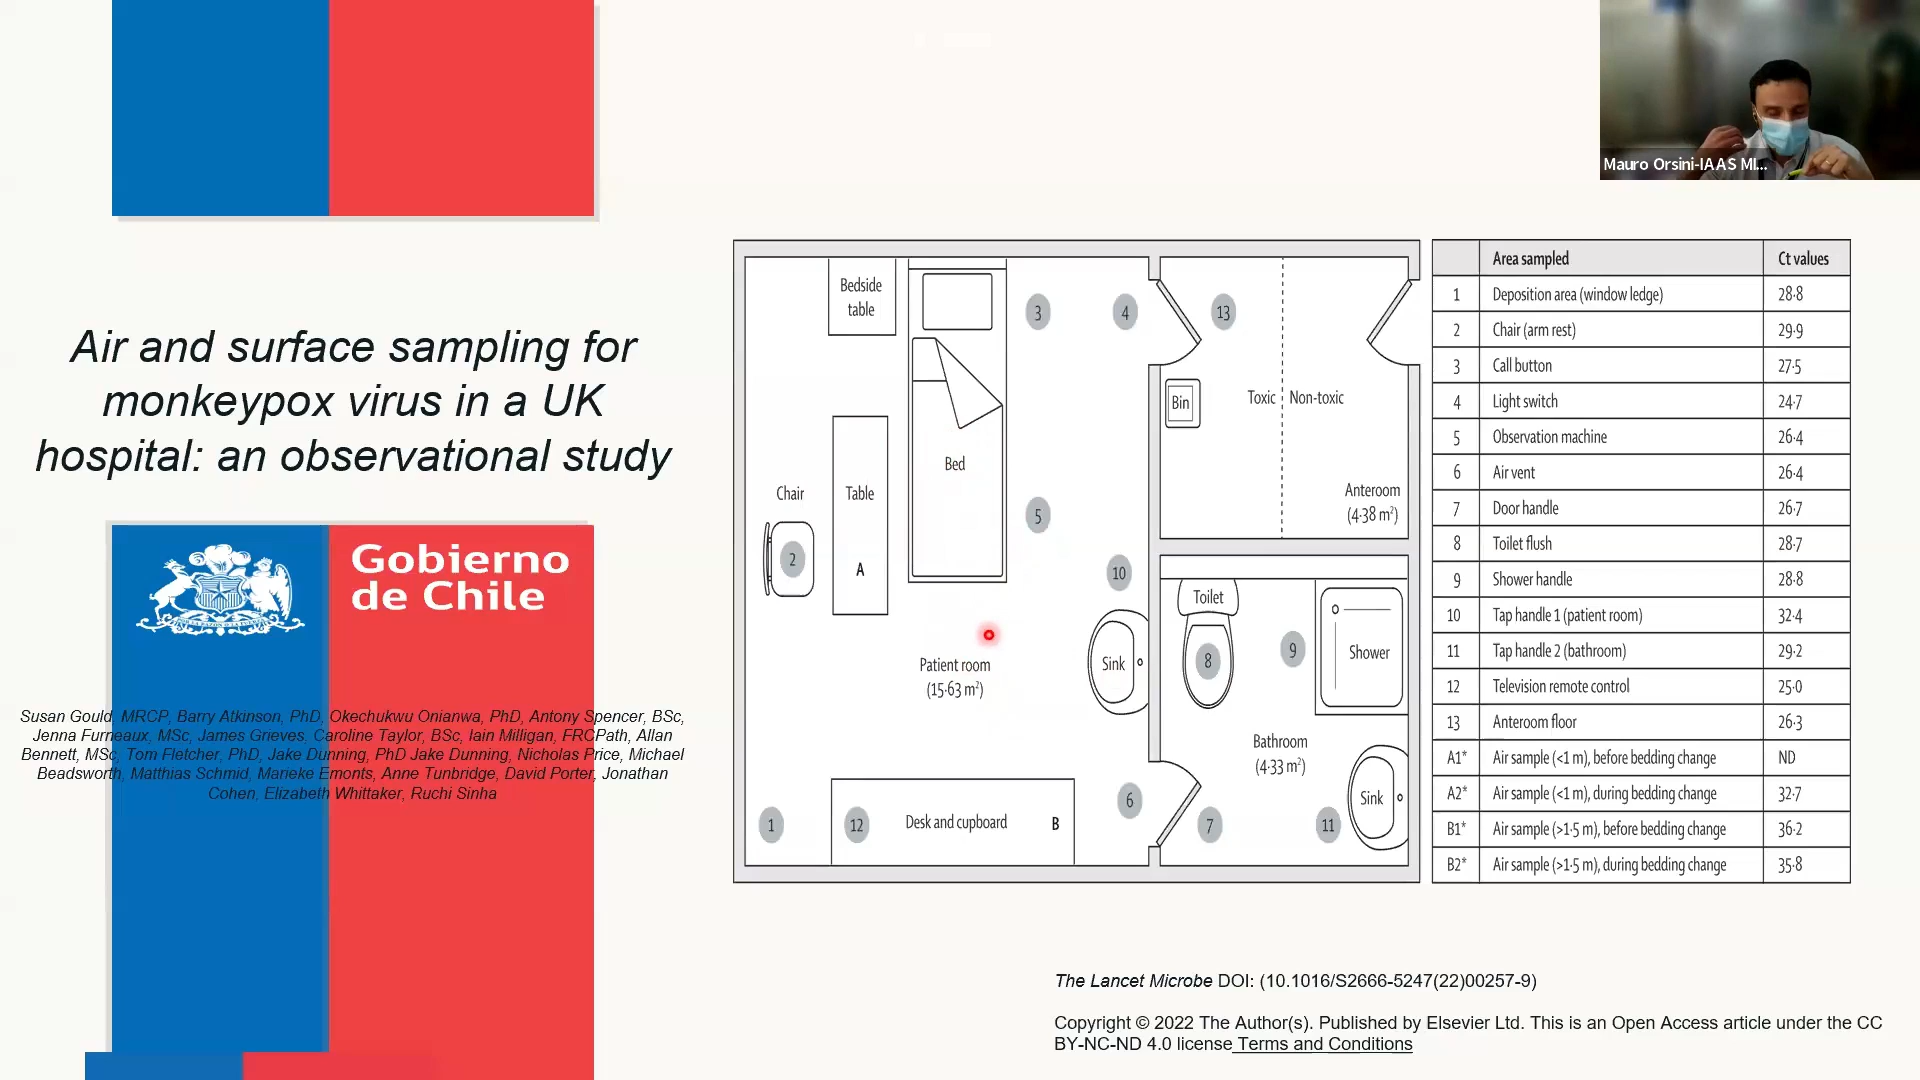 Mauro Orsini-IAAS MI...
Air and surface sampling for
monkeypox virus in a UK
hospital: an observational study
Gobierno
de Chile
Susan Gould, MRCP, Barry Atkinson, PhD, Okechukwu Onianwa, PhD, Antony Spencer, BSc,
Jenna Furneaux, MSc, James Grieves, Caroline Taylor, BSc, Iain Milligan, FRCPath, Allan
Bennett, MSc, Tom Fletcher, PhD, Jake Dunning, PhD Jake Dunning, Nicholas Price, Michael
Beadsworth, Matthias Schmid, Marieke Emonts, Anne Tunbridge, David Porter, Jonathan
Cohen, Elizabeth Whittaker, Ruchi Sinha
Bedside
table
3
4
13
Bin
Toxic
Non-toxic
Bed
Chair
Table
Anteroom
(4·38 m²)
5
2
A
10
Toilet
Patient room
(15·63 m²)
Sink
8
9
Shower
Bathroom
(4·33 m²)
1
12
Desk and cupboard
B
6
7
11
Sink
Area sampled Ct values
1 Deposition area (window ledge) 28·8
2 Chair (arm rest) 29·9
3 Call button 27·5
4 Light switch 24·7
5 Observation machine 26·4
6 Air vent 26·4
7 Door handle 26·7
8 Toilet flush 28·7
9 Shower handle 28·8
10 Tap handle 1 (patient room) 32·4
11 Tap handle 2 (bathroom) 29·2
12 Television remote control 25·0
13 Anteroom floor 26·3
A1* Air sample (<1 m), before bedding change ND
A2* Air sample (<1 m), during bedding change 32·7
B1* Air sample (>1·5 m), before bedding change 36·2
B2* Air sample (>1·5 m), during bedding change 35·8
The Lancet Microbe DOI: (10.1016/S2666-5247(22)00257-9)
Copyright © 2022 The Author(s). Published by Elsevier Ltd. This is an Open Access article under the CC
BY-NC-ND 4.0 license Terms and Conditions